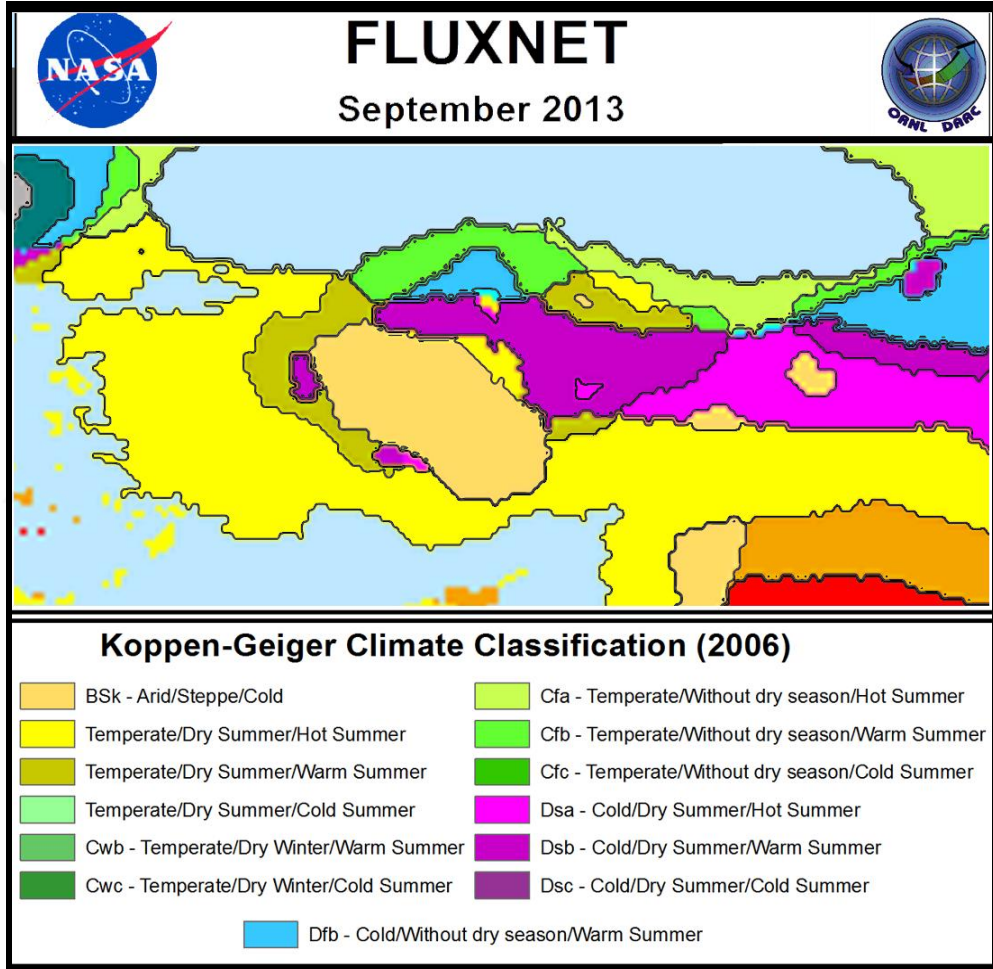 NASA
FLUXNET
September 2013
ORNL DAAC
Koppen-Geiger Climate Classification (2006)
BSk - Arid/Steppe/Cold
Temperate/Dry Summer/Hot Summer
Temperate/Dry Summer/Warm Summer
Temperate/Dry Summer/Cold Summer
Cwb - Temperate/Dry Winter/Warm Summer
Cwc - Temperate/Dry Winter/Cold Summer
Cfa - Temperate/Without dry season/Hot Summer
Cfb - Temperate/Without dry season/Warm Summer
Cfc - Temperate/Without dry season/Cold Summer
Dsa - Cold/Dry Summer/Hot Summer
Dsb - Cold/Dry Summer/Warm Summer
Dsc - Cold/Dry Summer/Cold Summer
Dfb - Cold/Without dry season/Warm Summer